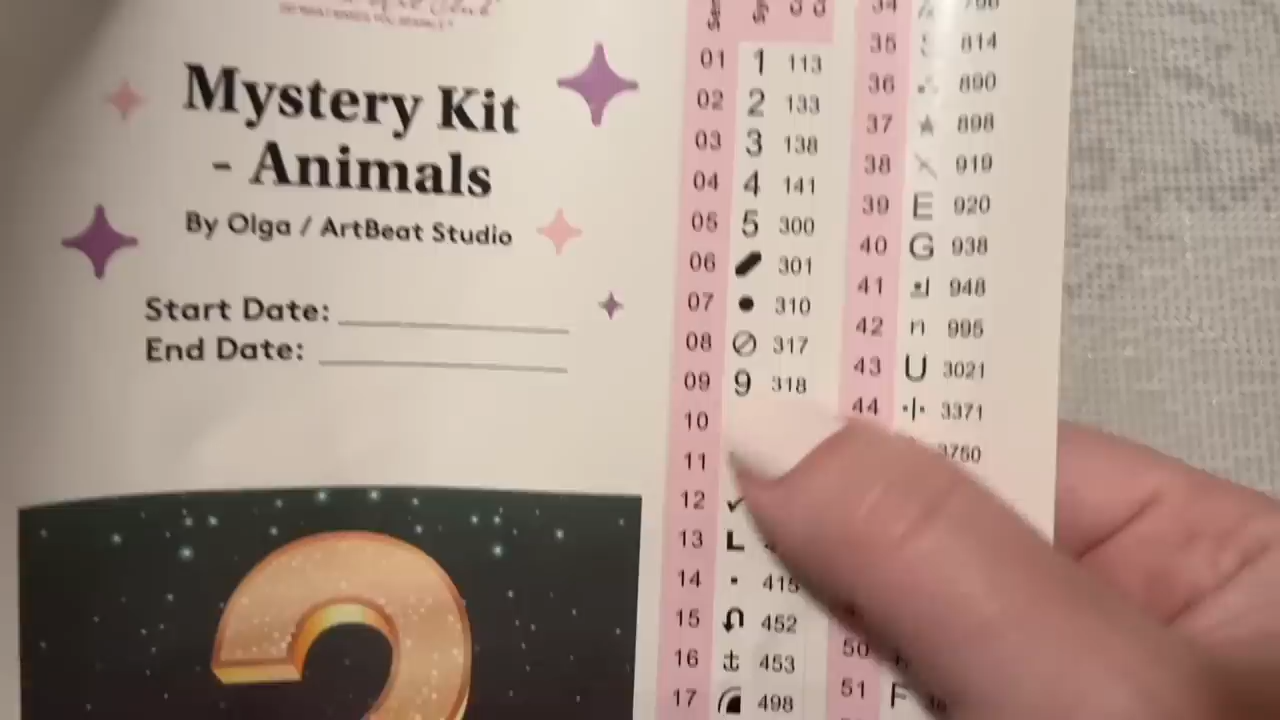 Mystery Kit
- Animals
By Olga / ArtBeat Studio
Start Date:
End Date:
01 1 113
02 2 133
03 3 138
04 4 141
05 5 300
06 301
07 ● 310
08 ⊘ 317
09 9 318
10
11
12 ✓
13 L
14 ▪ 415
15 452
16 453
17 498
34
35 814
36 890
37 ★ 898
38 919
39 E 920
40 G 938
41 948
42 n 995
43 U 3021
44 ·|· 3371
3750
50
51 F